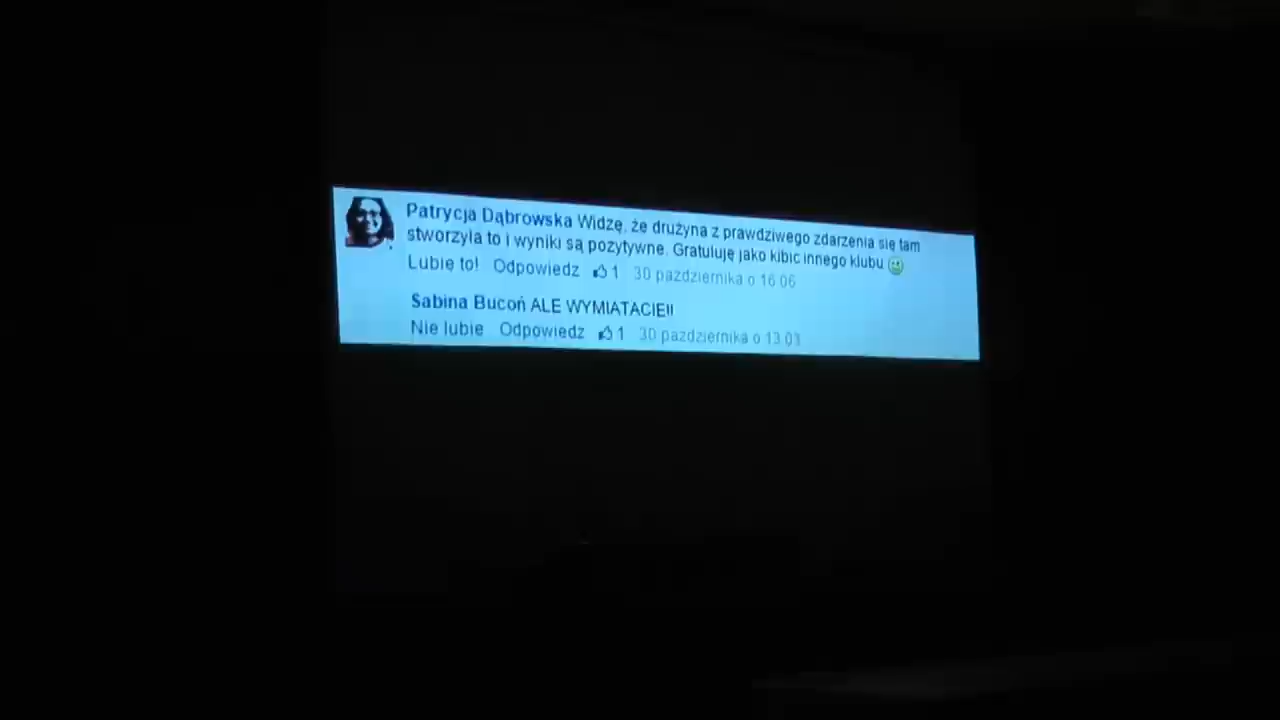 Patrycja Dąbrowska Widzę, że drużyna z prawdziwego zdarzenia się tam
stworzyła to i wyniki są pozytywne. Gratuluję jako kibic innego klubu
Lubię to! Odpowiedz 1 30 października o 16:06
Sabina Bucoń ALE WYMIATACIE!!
Nie lubię Odpowiedz 1 30 października o 13:03